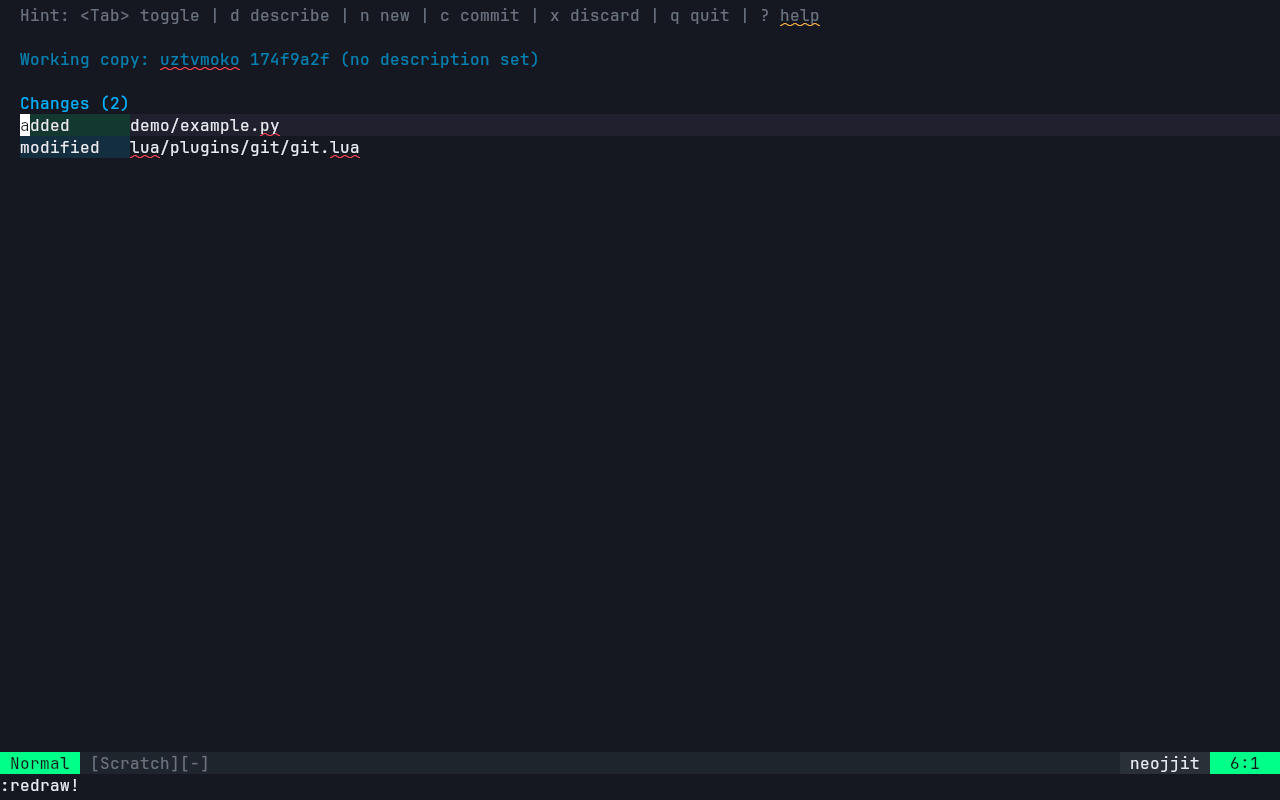 Hint: <Tab> toggle | d describe | n new | c commit | x discard | q quit | ? help
Working copy: uztvmoko 174f9a2f (no description set)
Changes (2)
added      demo/example.py
modified   lua/plugins/git/git.lua
Normal  [Scratch][-]  neojjit  6:1
:redraw!